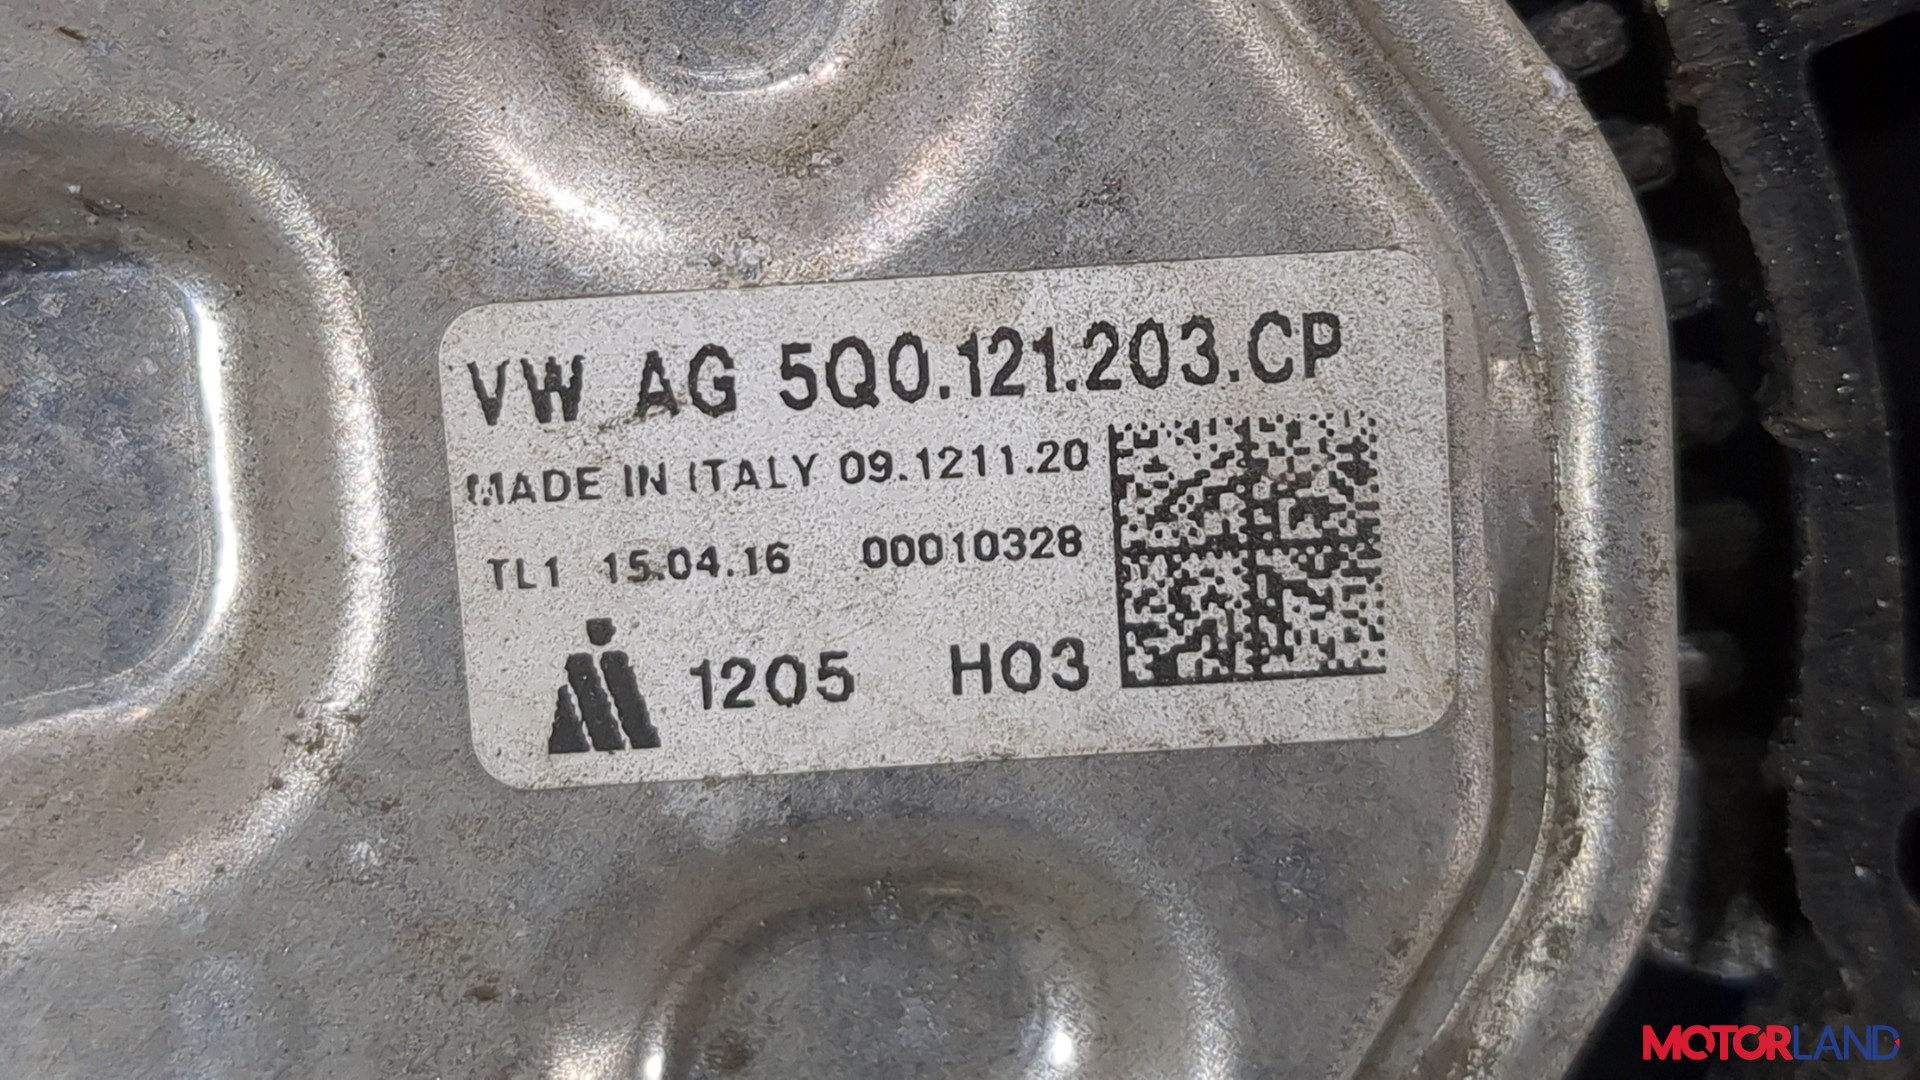 VW AG 5Q0.121.203.CP
MADE IN ITALY 09.1211.20
TL1 15.04.16 00010328
1205 H03
MOTORLAND